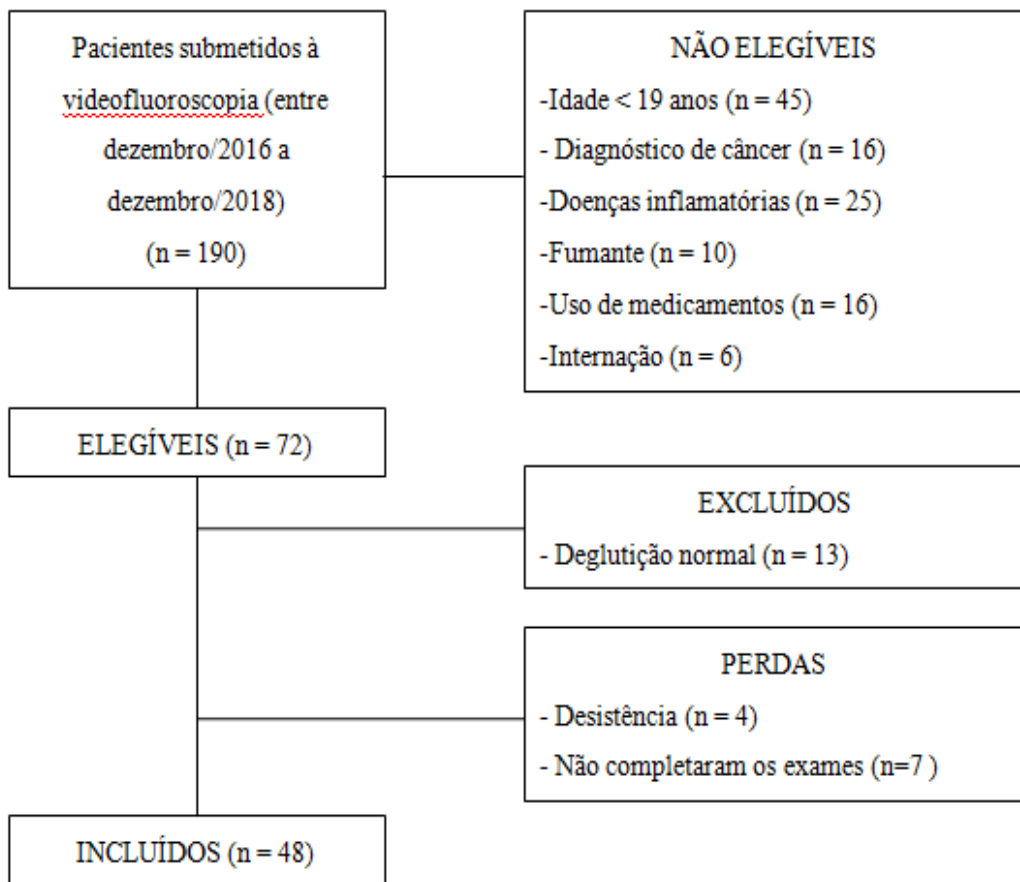 Pacientes submetidos à
videofluoroscopia (entre
dezembro/2016 a
dezembro/2018)
(n = 190)
NÃO ELEGÍVEIS
-Idade < 19 anos (n = 45)
- Diagnóstico de câncer (n = 16)
-Doenças inflamatórias (n = 25)
-Fumante (n = 10)
-Uso de medicamentos (n = 16)
-Internação (n = 6)
ELEGÍVEIS (n = 72)
EXCLUÍDOS
- Deglutição normal (n = 13)
PERDAS
- Desistência (n = 4)
- Não completaram os exames (n=7 )
INCLUÍDOS (n = 48)